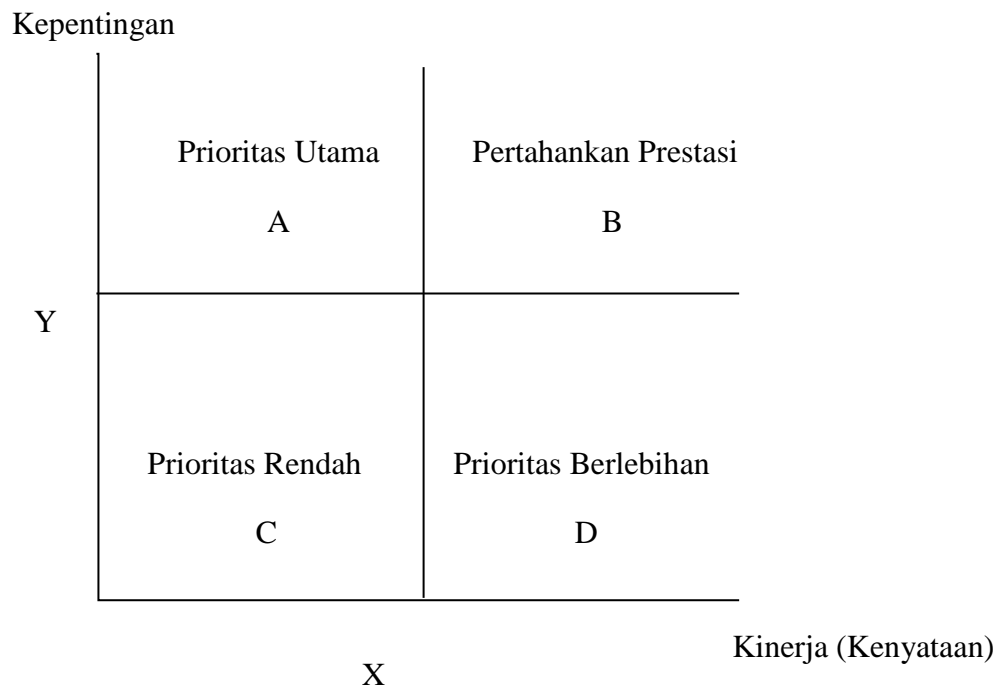 Kepentingan
Prioritas Utama
Pertahankan Prestasi
A
B
Y
Prioritas Rendah
Prioritas Berlebihan
C
D
Kinerja (Kenyataan)
X